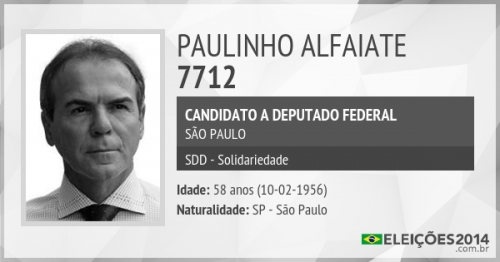 PAULINHO ALFAIATE
7712
CANDIDATO A DEPUTADO FEDERAL
SÃO PAULO
SDD - Solidariedade
Idade: 58 anos (10-02-1956)
Naturalidade: SP - São Paulo
ELEIÇÕES2014
.com.br